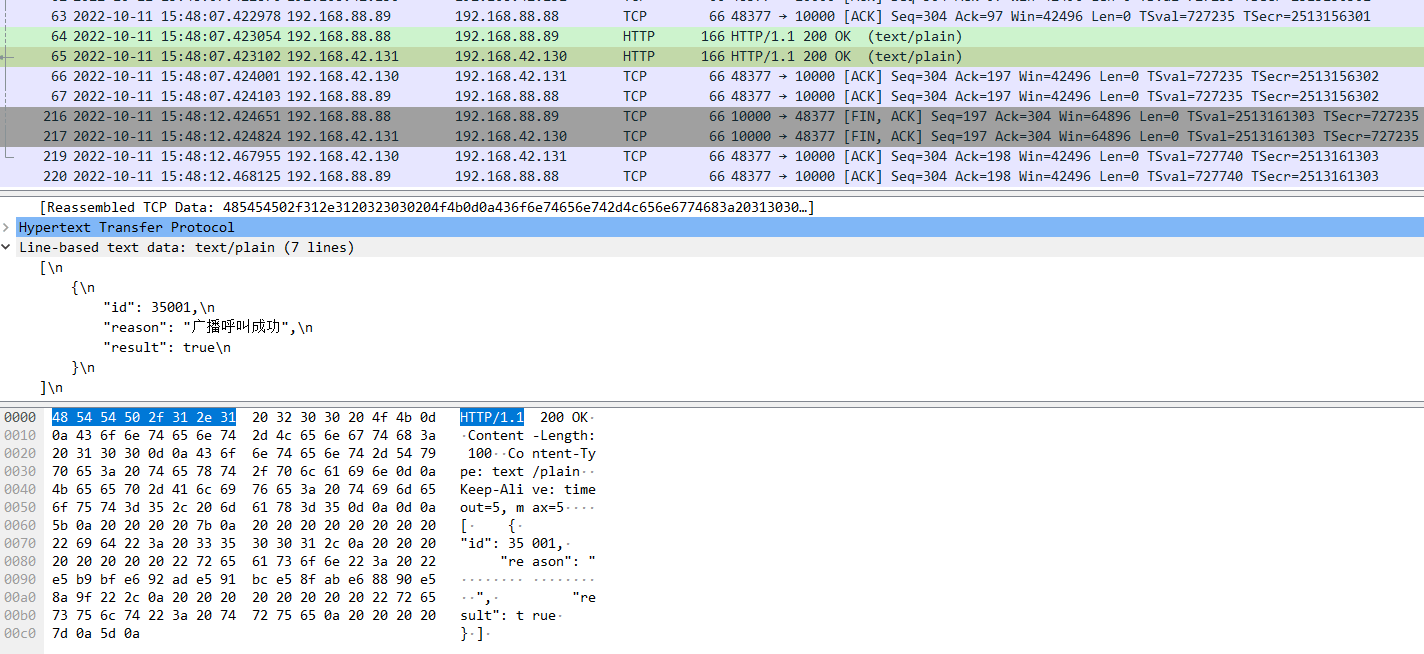 63 2022-10-11 15:48:07.422978 192.168.88.89 192.168.88.88 TCP 66 48377 → 10000 [ACK] Seq=304 Ack=97 Win=42496 Len=0 TSval=727235 TSecr=2513156301
64 2022-10-11 15:48:07.423054 192.168.88.88 192.168.88.89 HTTP 166 HTTP/1.1 200 OK (text/plain)
65 2022-10-11 15:48:07.423102 192.168.42.131 192.168.42.130 HTTP 166 HTTP/1.1 200 OK (text/plain)
66 2022-10-11 15:48:07.424001 192.168.42.130 192.168.42.131 TCP 66 48377 → 10000 [ACK] Seq=304 Ack=197 Win=42496 Len=0 TSval=727235 TSecr=2513156302
67 2022-10-11 15:48:07.424103 192.168.88.89 192.168.88.88 TCP 66 48377 → 10000 [ACK] Seq=304 Ack=197 Win=42496 Len=0 TSval=727235 TSecr=2513156302
216 2022-10-11 15:48:12.424651 192.168.88.88 192.168.88.89 TCP 66 10000 → 48377 [FIN, ACK] Seq=197 Ack=304 Win=64896 Len=0 TSval=2513161303 TSecr=727235
217 2022-10-11 15:48:12.424824 192.168.42.131 192.168.42.130 TCP 66 10000 → 48377 [FIN, ACK] Seq=197 Ack=304 Win=64896 Len=0 TSval=2513161303 TSecr=727235
219 2022-10-11 15:48:12.467955 192.168.42.130 192.168.42.131 TCP 66 48377 → 10000 [ACK] Seq=304 Ack=198 Win=42496 Len=0 TSval=727740 TSecr=2513161303
220 2022-10-11 15:48:12.468125 192.168.88.89 192.168.88.88 TCP 66 48377 → 10000 [ACK] Seq=304 Ack=198 Win=42496 Len=0 TSval=727740 TSecr=2513161303
[Reassembled TCP Data: 485454502f312e3120323030204f4b0d0a436f6e74656e742d4c656e6774683a20313030…]
Hypertext Transfer Protocol
Line-based text data: text/plain (7 lines)
[\n
{\n
"id": 35001,\n
"reason": "广播呼叫成功",\n
"result": true\n
}\n
]\n
0000 48 54 54 50 2f 31 2e 31 20 32 30 30 20 4f 4b 0d HTTP/1.1 200 OK·
0010 0a 43 6f 6e 74 65 6e 74 2d 4c 65 6e 67 74 68 3a ·Content -Length:
0020 20 31 30 30 0d 0a 43 6f 6e 74 65 6e 74 2d 54 79 100··Co ntent-Ty
0030 70 65 3a 20 74 65 78 74 2f 70 6c 61 69 6e 0d 0a pe: text /plain··
0040 4b 65 65 70 2d 41 6c 69 76 65 3a 20 74 69 6d 65 Keep-Ali ve: time
0050 6f 75 74 3d 35 2c 20 6d 61 78 3d 35 0d 0a 0d 0a out=5, m ax=5····
0060 5b 0a 20 20 20 20 7b 0a 20 20 20 20 20 20 20 20 [· {·
0070 22 69 64 22 3a 20 33 35 30 30 31 2c 0a 20 20 20 "id": 35 001,·
0080 20 20 20 20 20 22 72 65 61 73 6f 6e 22 3a 20 22 "re ason": "
0090 e5 b9 bf e6 92 ad e5 91 bc e5 8f ab e6 88 90 e5 ········ ········
00a0 8a 9f 22 2c 0a 20 20 20 20 20 20 20 20 22 72 65 ··",· "re
00b0 73 75 6c 74 22 3a 20 74 72 75 65 0a 20 20 20 20 sult": t rue·
00c0 7d 0a 5d 0a }·]·